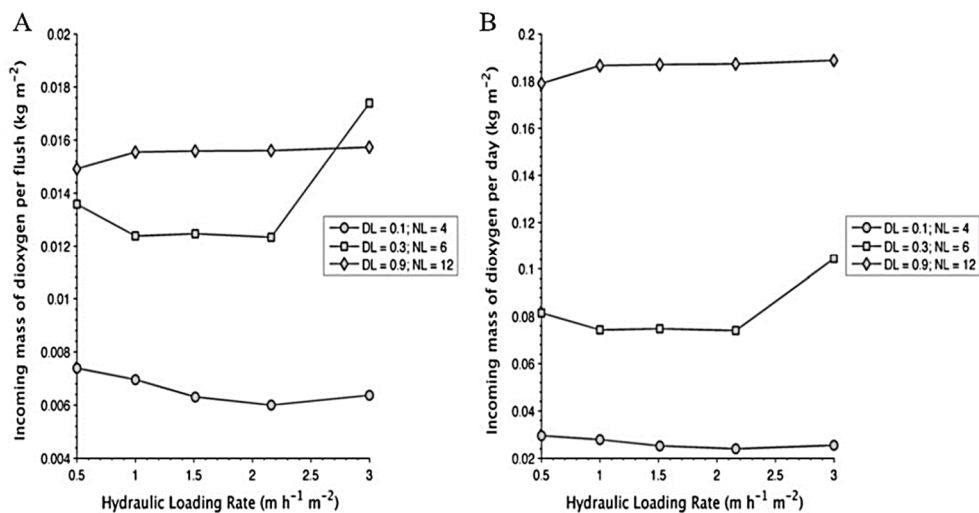 A
Incoming mass of dioxygen per flush (kg m⁻²)
0.02
0.018
0.016
0.014
0.012
0.01
0.008
0.006
0.004
0.5
1
1.5
2
2.5
3
Hydraulic Loading Rate (m h⁻¹ m⁻²)
DL = 0.1; NL = 4
DL = 0.3; NL = 6
DL = 0.9; NL = 12
B
Incoming mass of dioxygen per day (kg m⁻²)
0.2
0.18
0.16
0.14
0.12
0.1
0.08
0.06
0.04
0.02
0.5
1
1.5
2
2.5
3
Hydraulic Loading Rate (m h⁻¹ m⁻²)
DL = 0.1; NL = 4
DL = 0.3; NL = 6
DL = 0.9; NL = 12